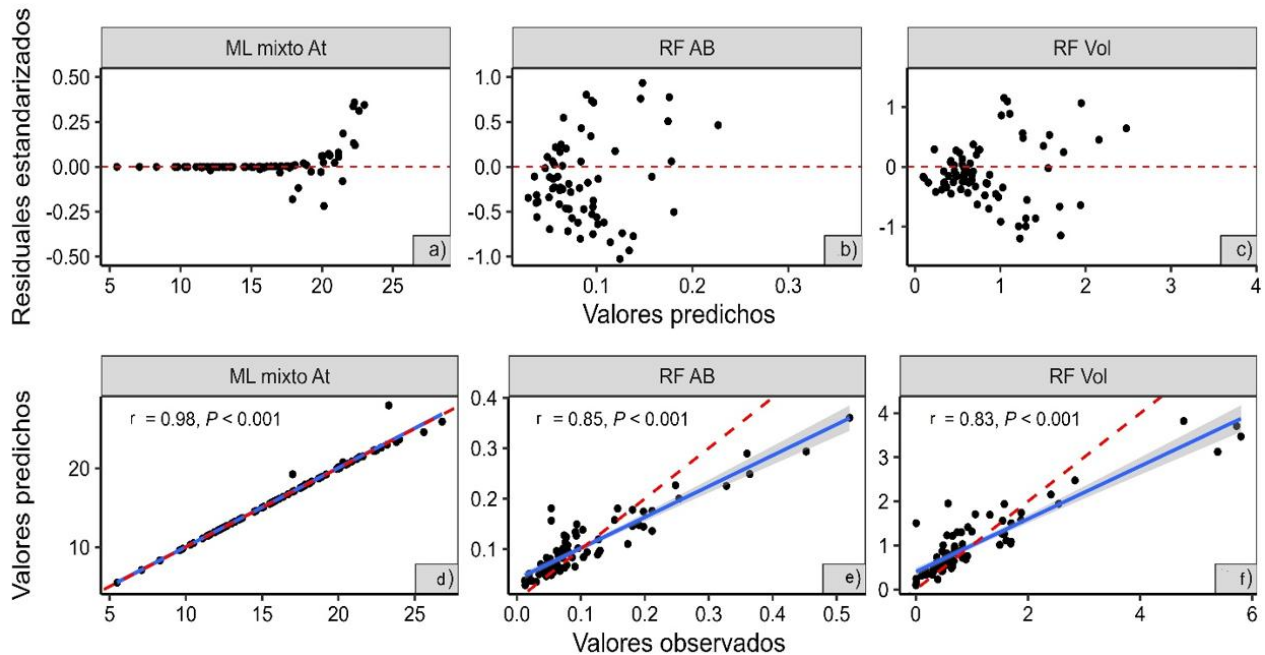 Residuales estandarizados
ML mixto At
RF AB
RF Vol
0.50
0.25
0.00
-0.25
-0.50
a)
5 10 15 20 25
1.0
0.5
0.0
-0.5
-1.0
b)
0.1 0.2 0.3
1
0
-1
c)
0 1 2 3 4
Valores predichos
Valores predichos
ML mixto At
RF AB
RF Vol
r = 0.98, P < 0.001
20
10
d)
5 10 15 20 25
r = 0.85, P < 0.001
0.4
0.3
0.2
0.1
e)
0.0 0.1 0.2 0.3 0.4 0.5
r = 0.83, P < 0.001
4
3
2
1
0
f)
0 2 4 6
Valores observados